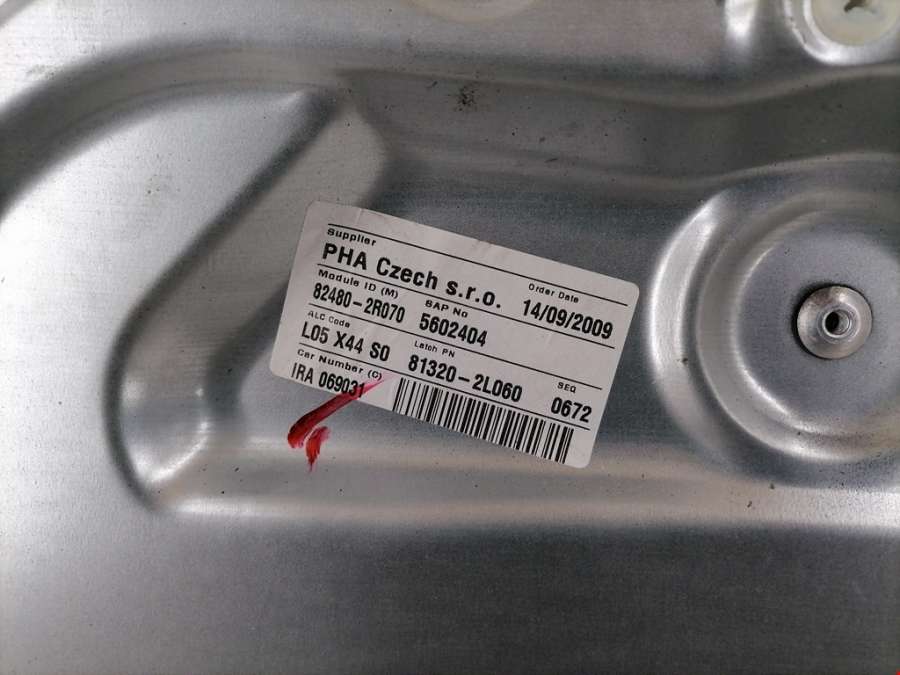 Supplier
Order Date
PHA Czech s.r.o.
14/09/2009
Module ID (M)
SAP No
82480-2R070
5602404
ALC Code
Latch PN
SEQ
L05 X44 S0
81320-2L060
0672
Car Number (C)
IRA 069031